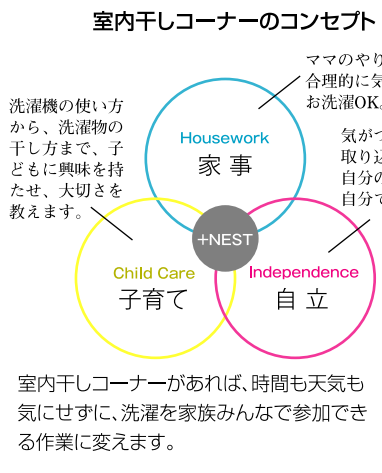 室内干しコーナーのコンセプト
ママのやり
合理的に気
お洗濯OK。
洗濯機の使い方
から、洗濯物の
干し方まで、子
どもに興味を持
たせ、大切さを
教えます。
気がつ
取り込
自分の
自分で
Housework
家事
+NEST
Child Care
子育て
Independence
自立
室内干しコーナーがあれば、時間も天気も
気にせずに、洗濯を家族みんなで参加でき
る作業に変えます。